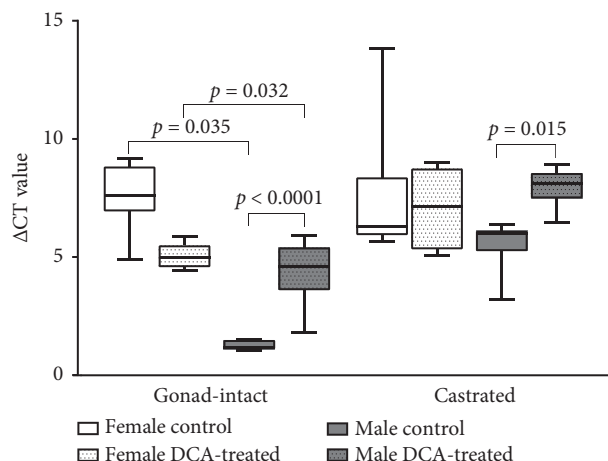 15
p = 0.032
p = 0.035
10
p = 0.015
p < 0.0001
ΔCT value
5
0
Gonad-intact
Castrated
Female control
Male control
Female DCA-treated
Male DCA-treated